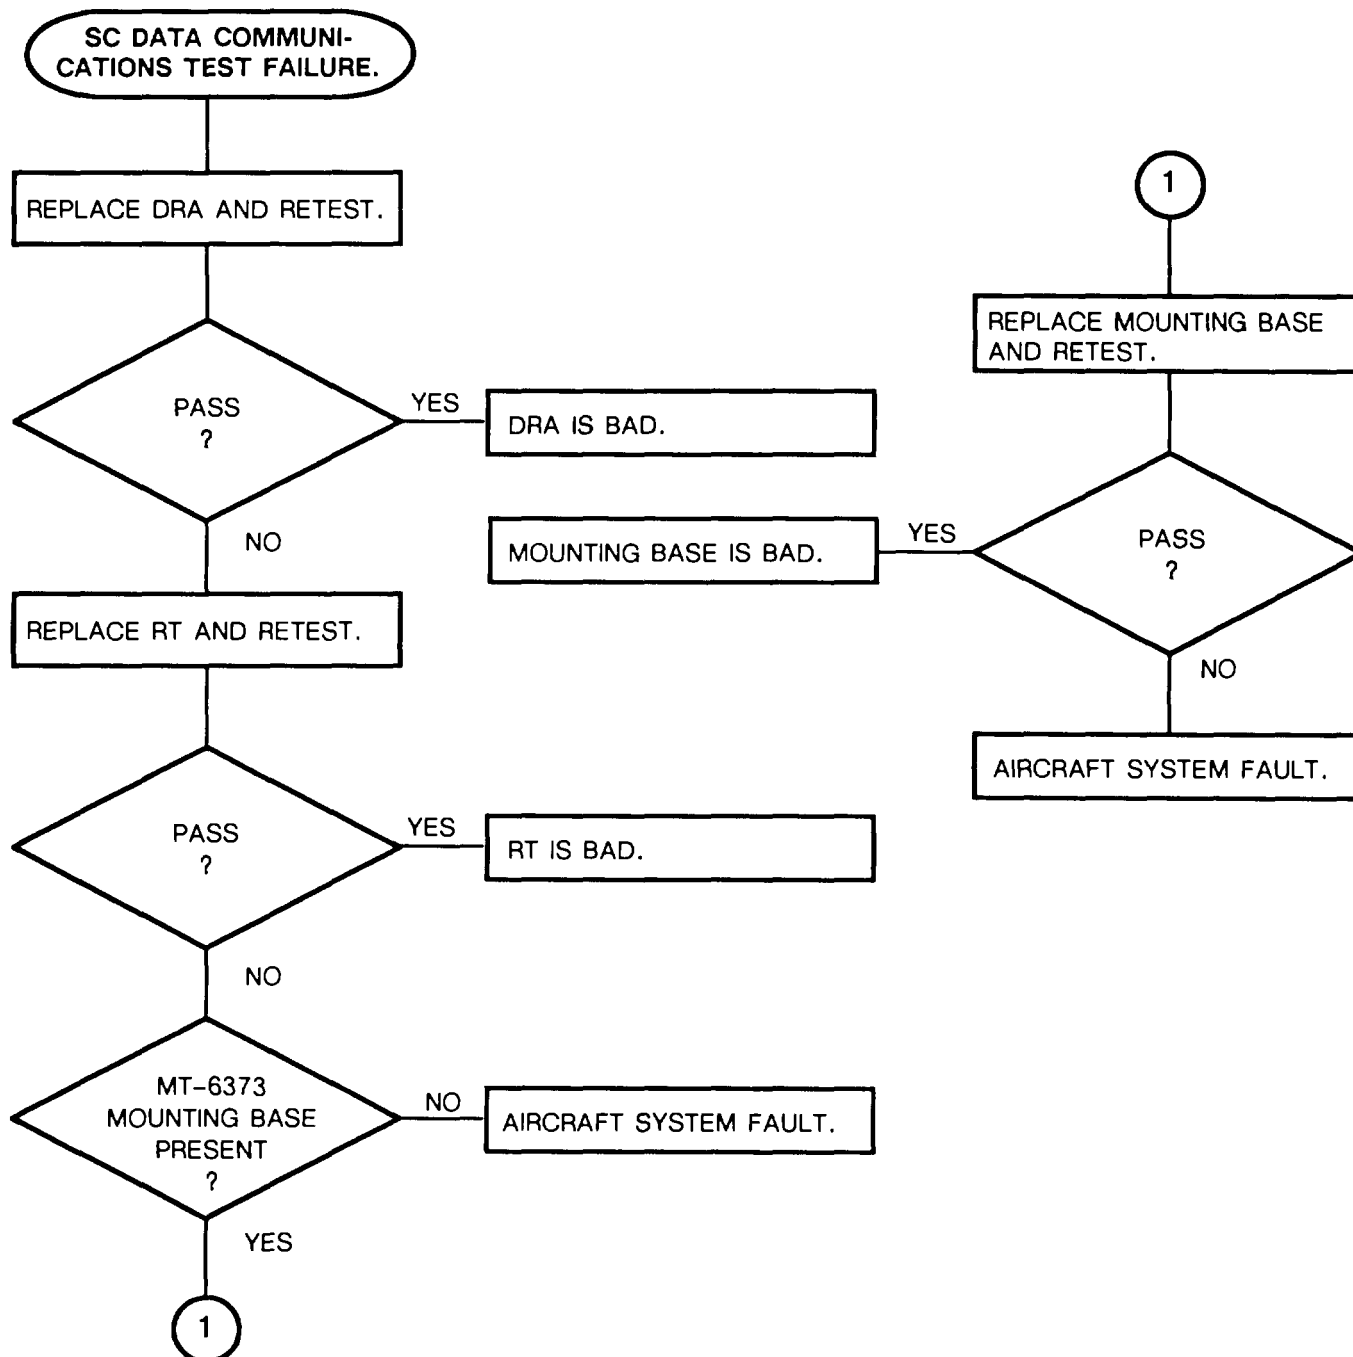 SC DATA COMMUNI-
CATIONS TEST FAILURE.
REPLACE DRA AND RETEST.
PASS
?
YES
DRA IS BAD.
NO
REPLACE RT AND RETEST.
PASS
?
YES
RT IS BAD.
NO
MT-6373
MOUNTING BASE
PRESENT
?
NO
AIRCRAFT SYSTEM FAULT.
YES
1
1
REPLACE MOUNTING BASE
AND RETEST.
PASS
?
YES
MOUNTING BASE IS BAD.
NO
AIRCRAFT SYSTEM FAULT.